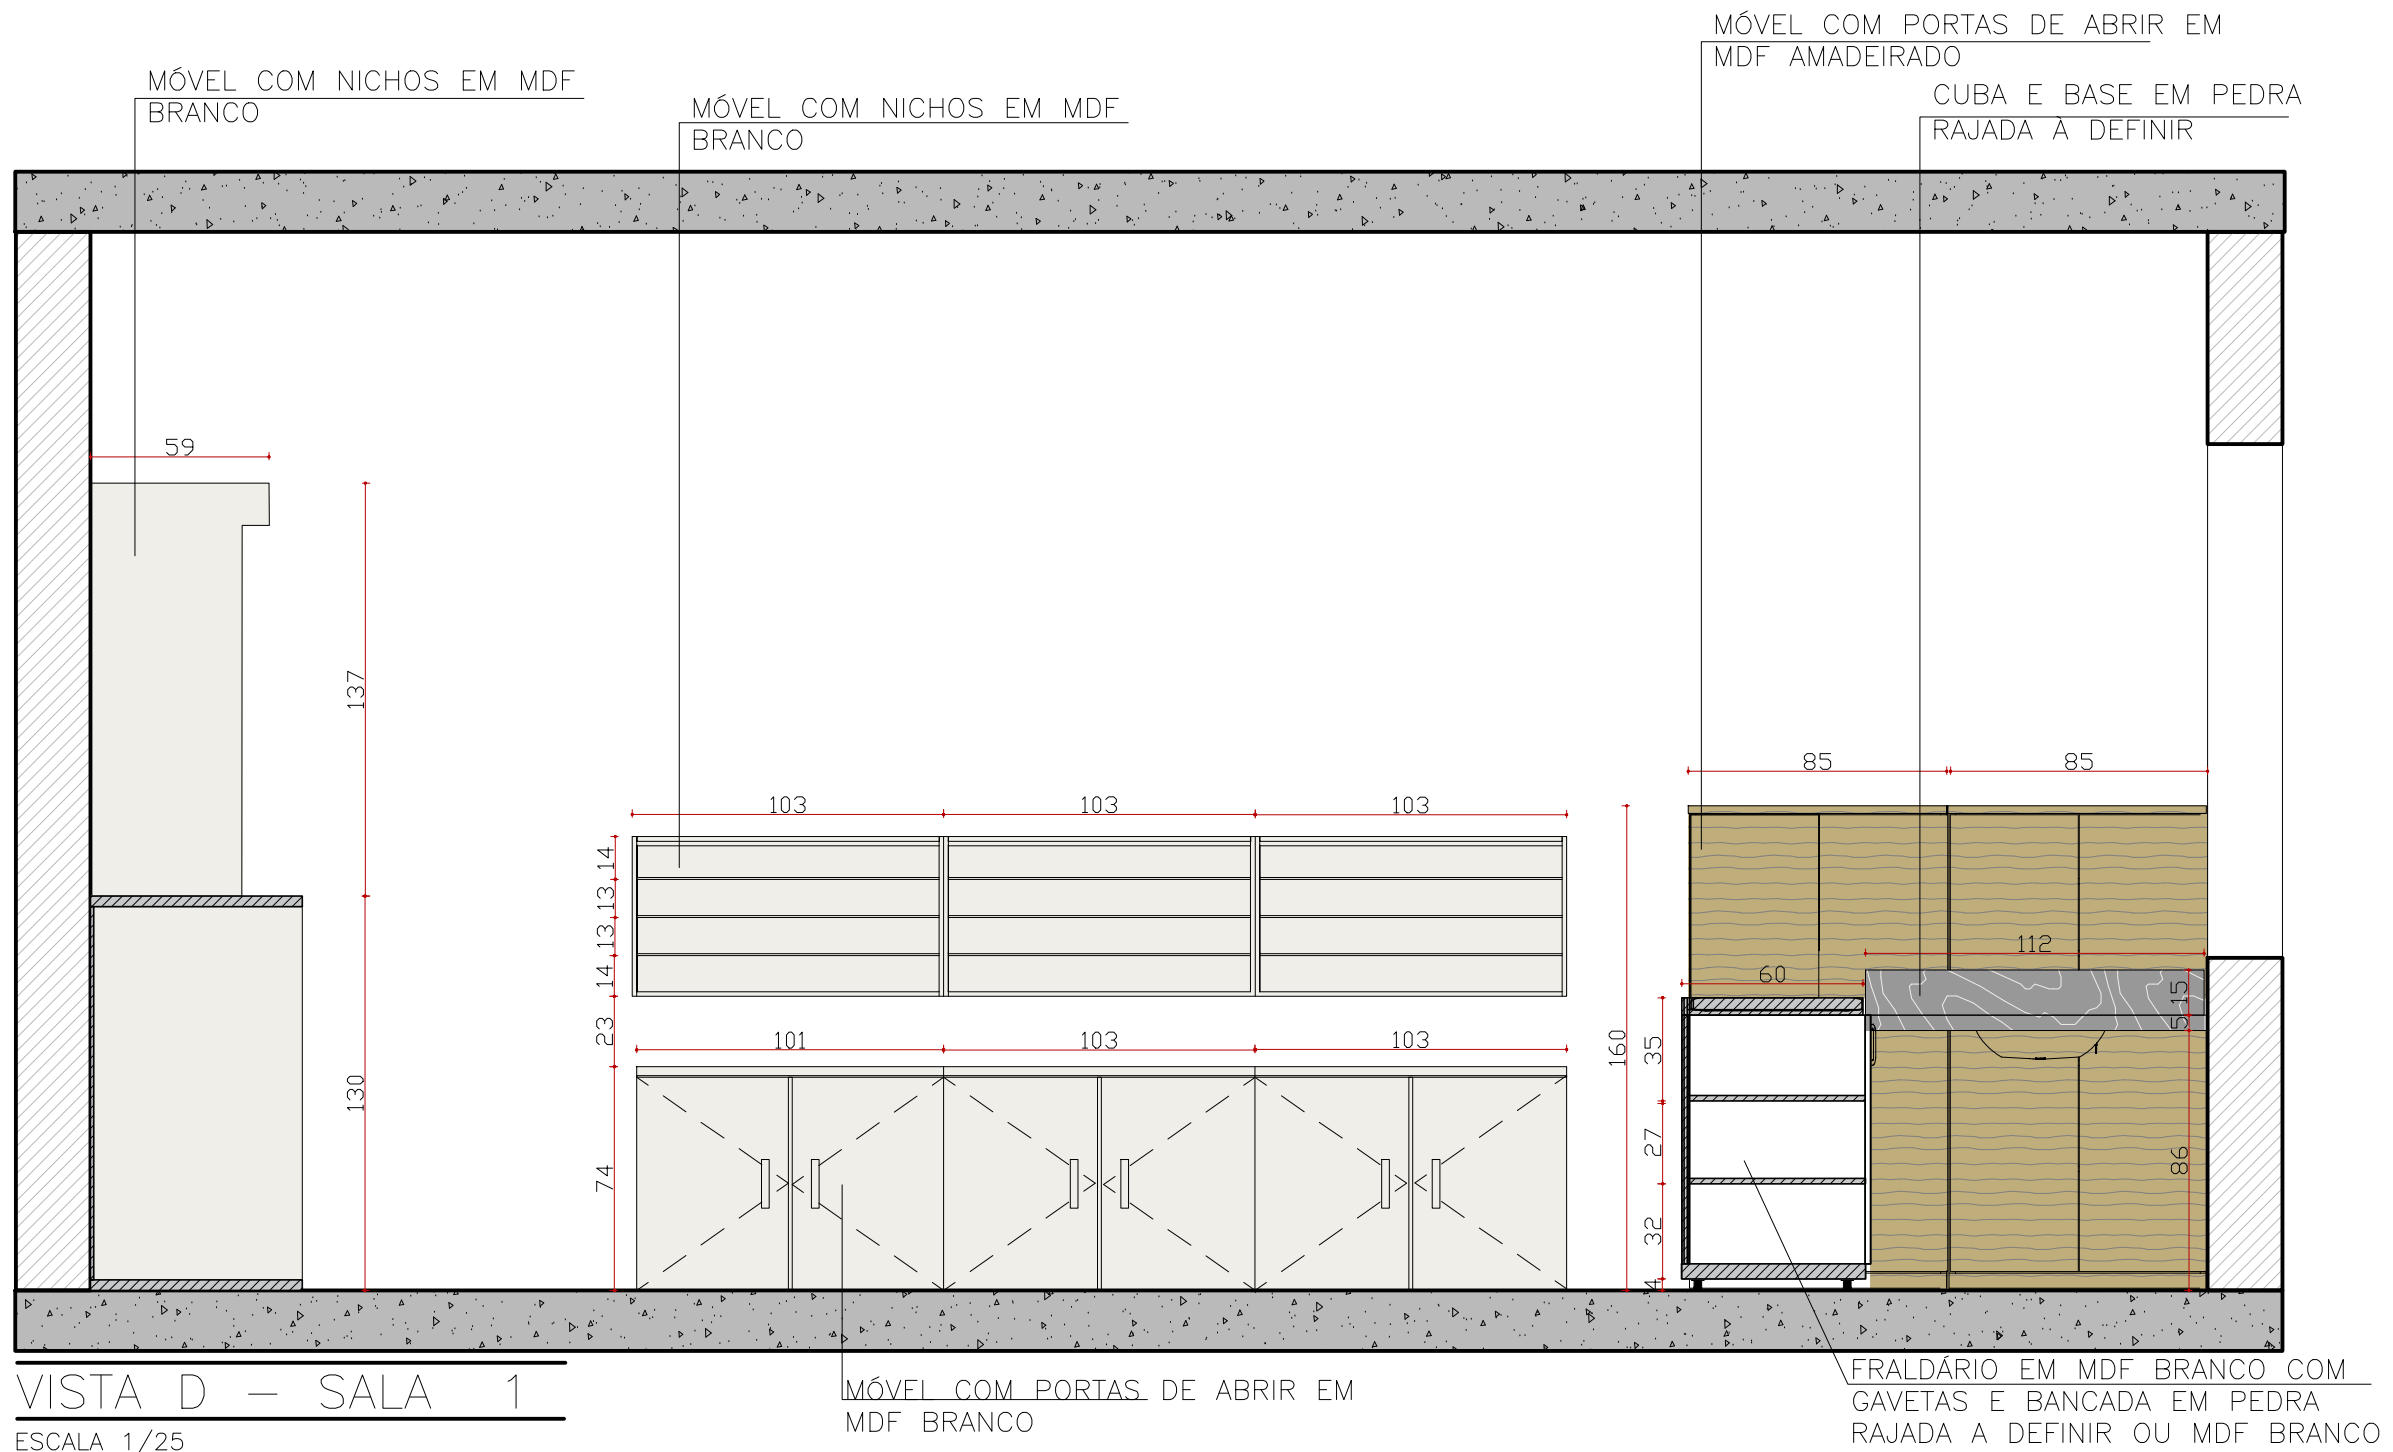 MÓVEL COM PORTAS DE ABRIR EM
MDF AMADEIRADO
MÓVEL COM NICHOS EM MDF
BRANCO
MÓVEL COM NICHOS EM MDF
BRANCO
CUBA E BASE EM PEDRA
RAJADA À DEFINIR
59
137
130
103
103
103
14
13
13
14
23
74
101
103
103
85
85
160
112
60
15
5
86
35
27
32
4
VISTA D – SALA 1
ESCALA 1/25
MÓVEL COM PORTAS DE ABRIR EM
MDF BRANCO
FRALDÁRIO EM MDF BRANCO COM
GAVETAS E BANCADA EM PEDRA
RAJADA A DEFINIR OU MDF BRANCO